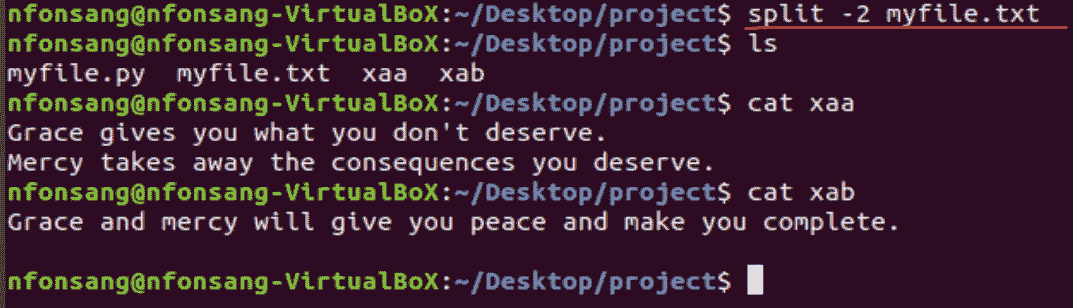 nfonsang@nfonsang-VirtualBoX:~/Desktop/project$ split -2 myfile.txt
nfonsang@nfonsang-VirtualBoX:~/Desktop/project$ ls
myfile.py  myfile.txt  xaa  xab
nfonsang@nfonsang-VirtualBoX:~/Desktop/project$ cat xaa
Grace gives you what you don't deserve.
Mercy takes away the consequences you deserve.
nfonsang@nfonsang-VirtualBoX:~/Desktop/project$ cat xab
Grace and mercy will give you peace and make you complete.
nfonsang@nfonsang-VirtualBoX:~/Desktop/project$